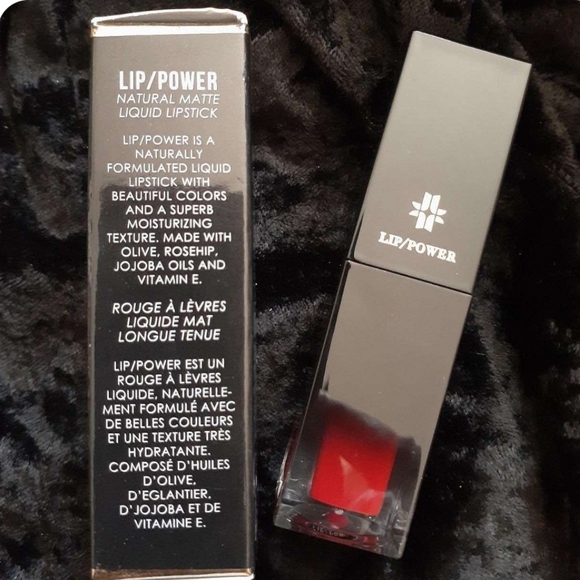 LIP/POWER
NATURAL MATTE
LIQUID LIPSTICK
LIP/POWER IS A
NATURALLY
FORMULATED LIQUID
LIPSTICK WITH
BEAUTIFUL COLORS
AND A SUPERB
MOISTURIZING
TEXTURE. MADE WITH
OLIVE, ROSEHIP,
JOJOBA OILS AND
VITAMIN E.
ROUGE À LÈVRES
LIQUIDE MAT
LONGUE TENUE
LIP/POWER EST UN
ROUGE À LÈVRES
LIQUIDE, NATURELLE-
MENT FORMULÉ AVEC
DE BELLES COULEURS
ET UNE TEXTURE TRÈS
HYDRATANTE.
COMPOSÉ D'HUILES
D'OLIVE,
D'EGLANTIER,
D'JOJOBA ET DE
VITAMINE E.
LIP/POWER